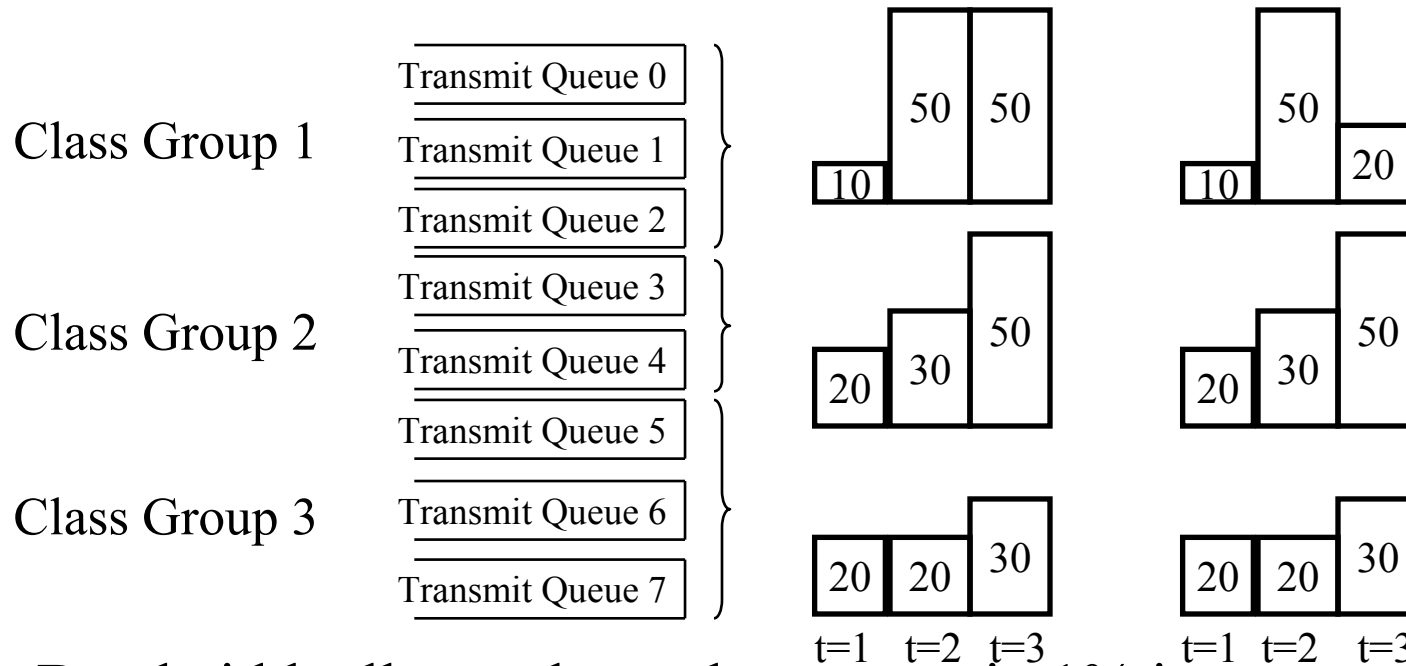 Transmit Queue 0
Class Group 1
Transmit Queue 1
Transmit Queue 2
10 50 50
10 50 20
Transmit Queue 3
Class Group 2
Transmit Queue 4
20 30 50
20 30 50
Transmit Queue 5
Class Group 3
Transmit Queue 6
Transmit Queue 7
20 20 30
20 20 30
t=1 t=2 t=3
t=1 t=2 t=3